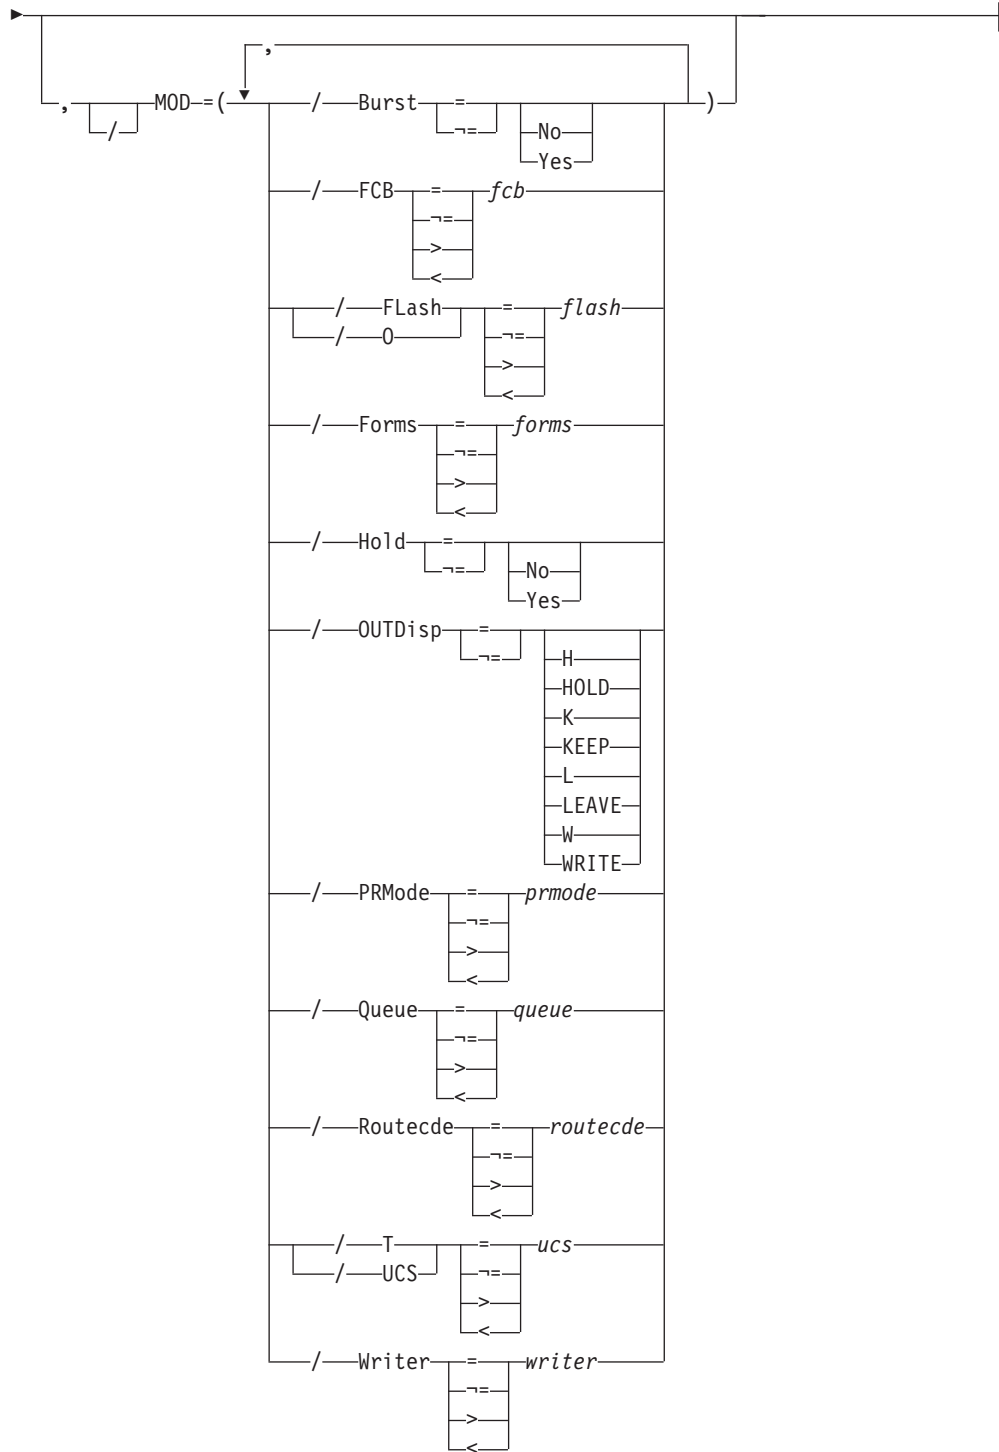 ,
, MOD =( / Burst = )
/ ¬= No
Yes
/ FCB = fcb
¬=
>
<
/ FLash = flash
/ O ¬=
>
<
/ Forms = forms
¬=
>
<
/ Hold =
¬= No
Yes
/ OUTDisp =
¬= H
HOLD
K
KEEP
L
LEAVE
W
WRITE
/ PRMode = prmode
¬=
>
<
/ Queue = queue
¬=
>
<
/ Routecde = routecde
¬=
>
<
/ T = ucs
/ UCS ¬=
>
<
/ Writer = writer
¬=
>
<